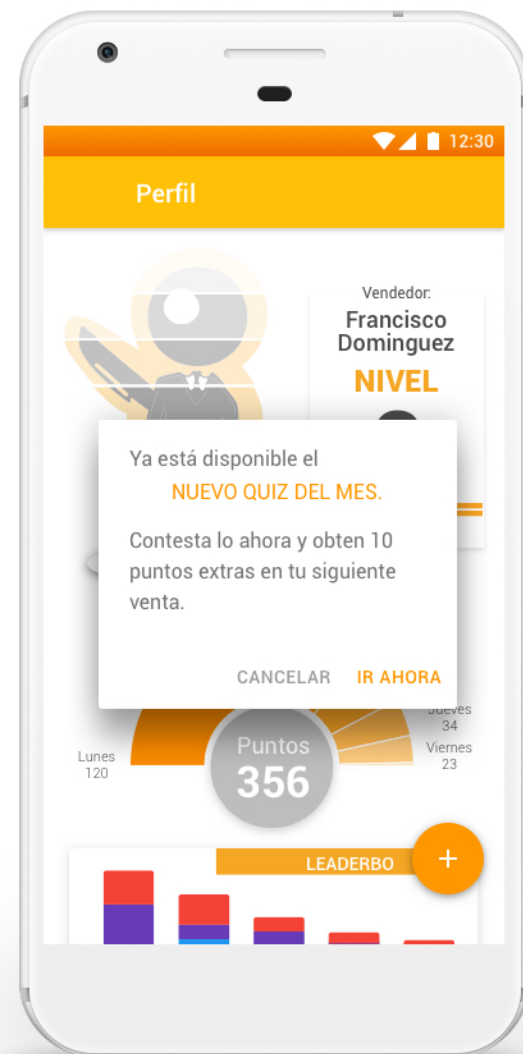 12:30
Perfil
Vendedor:
Francisco
Dominguez
NIVEL
Ya está disponible el
NUEVO QUIZ DEL MES.
Contesta lo ahora y obten 10
puntos extras en tu siguiente
venta.
CANCELAR IR AHORA
Jueves
34
Lunes
120
Puntos
356
Viernes
23
LEADERBO
+